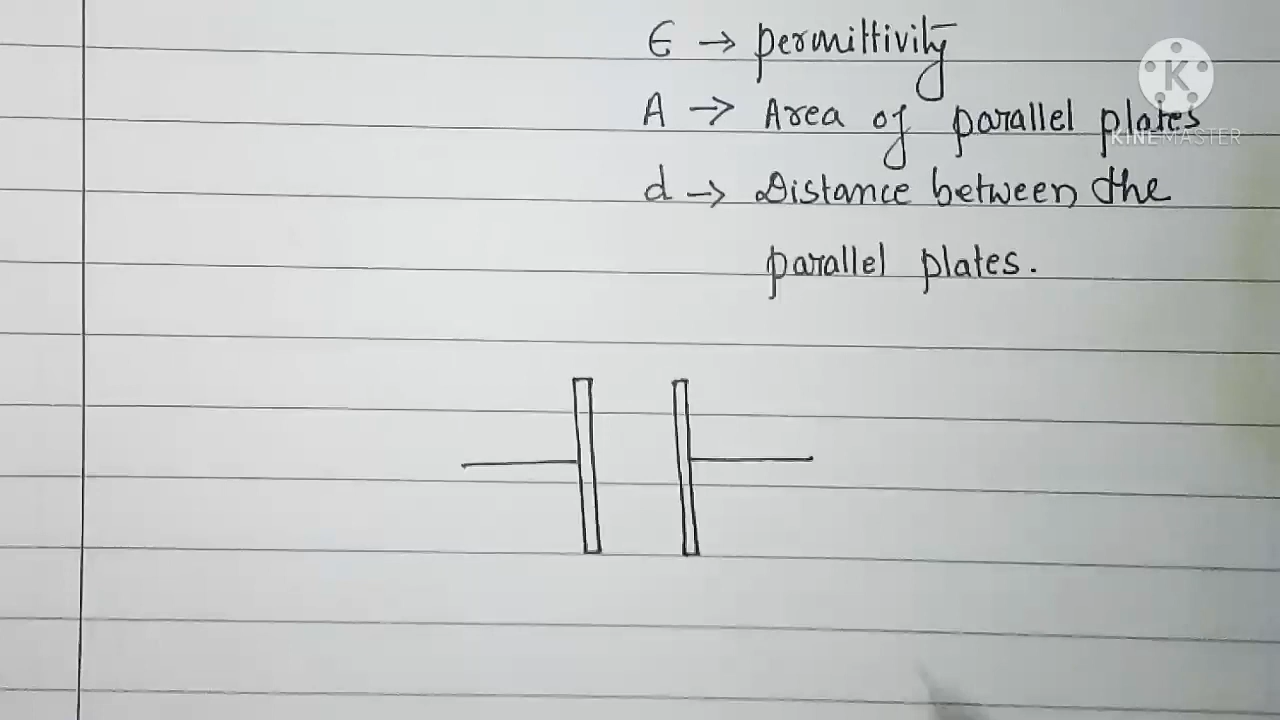 Є → permittivity
A → Area of parallel plates
K
KINEMASTER
d → Distance between the
parallel plates.